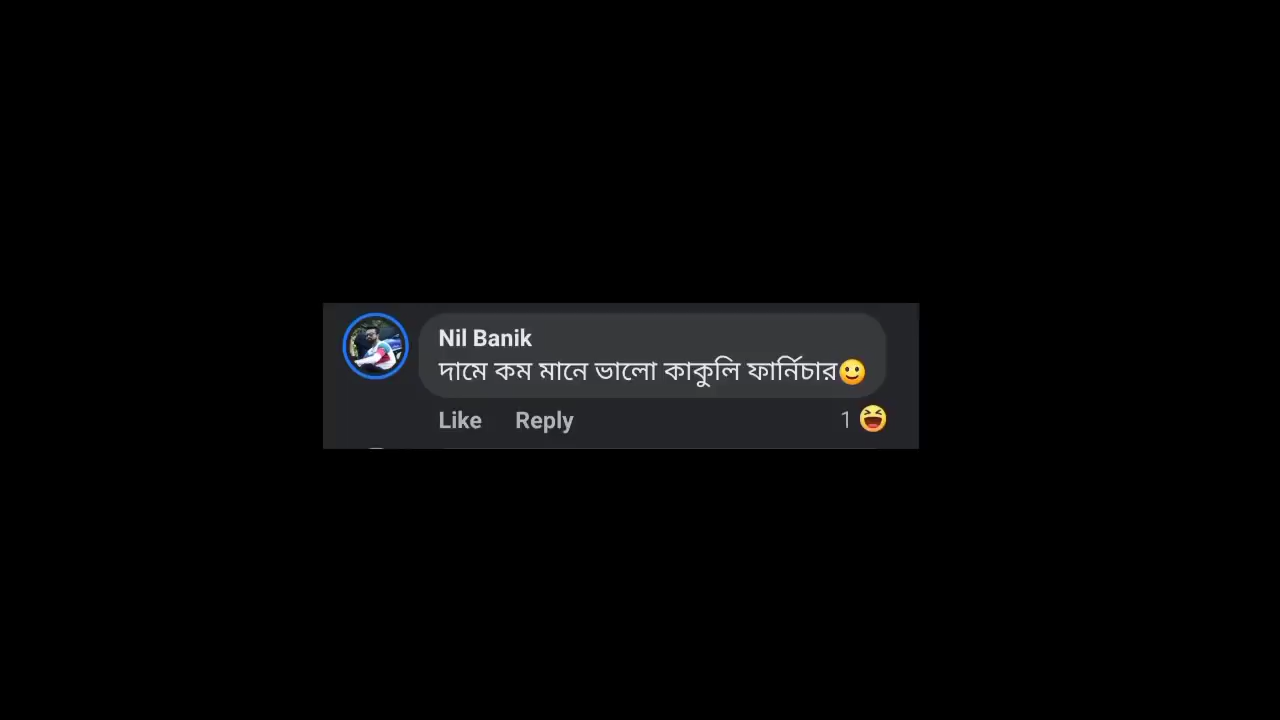 Nil Banik
দামে কম মানে ভালো কাকুলি ফার্নিচার🙂
Like Reply 1 😆